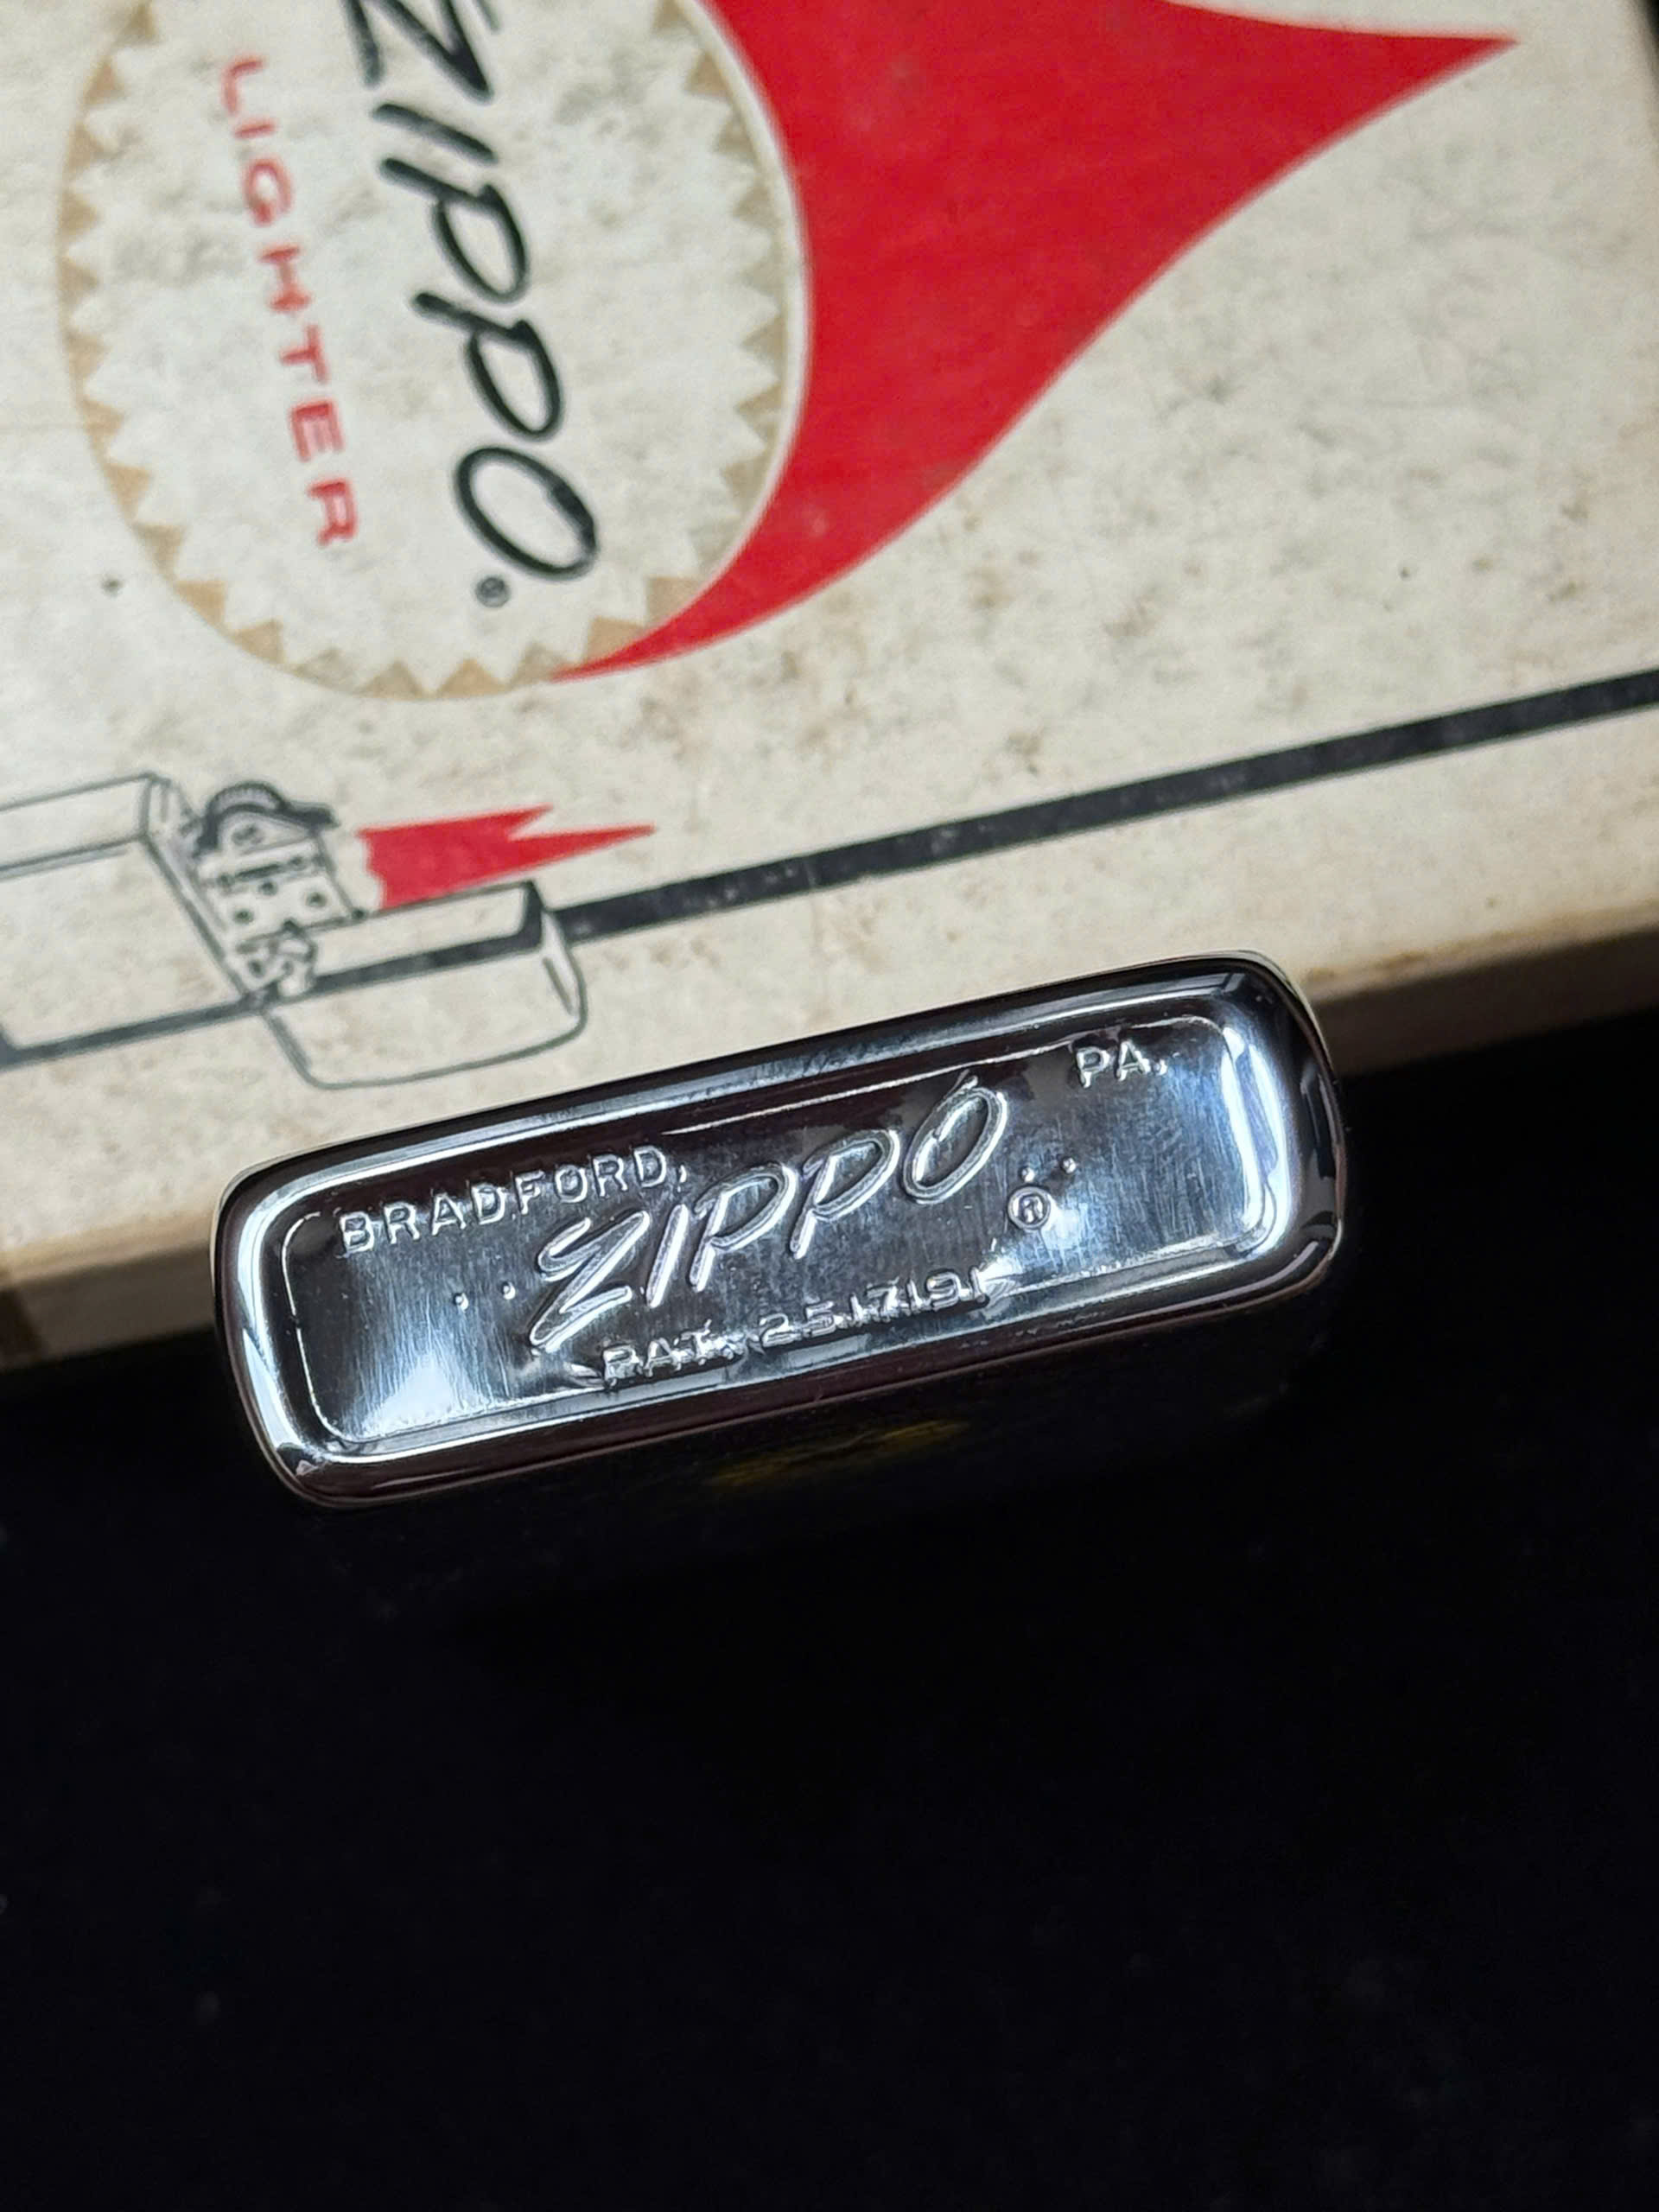 ZIPPO®
LIGHTER
BRADFORD, PA.
ZIPPO
®
PAT. 2517191